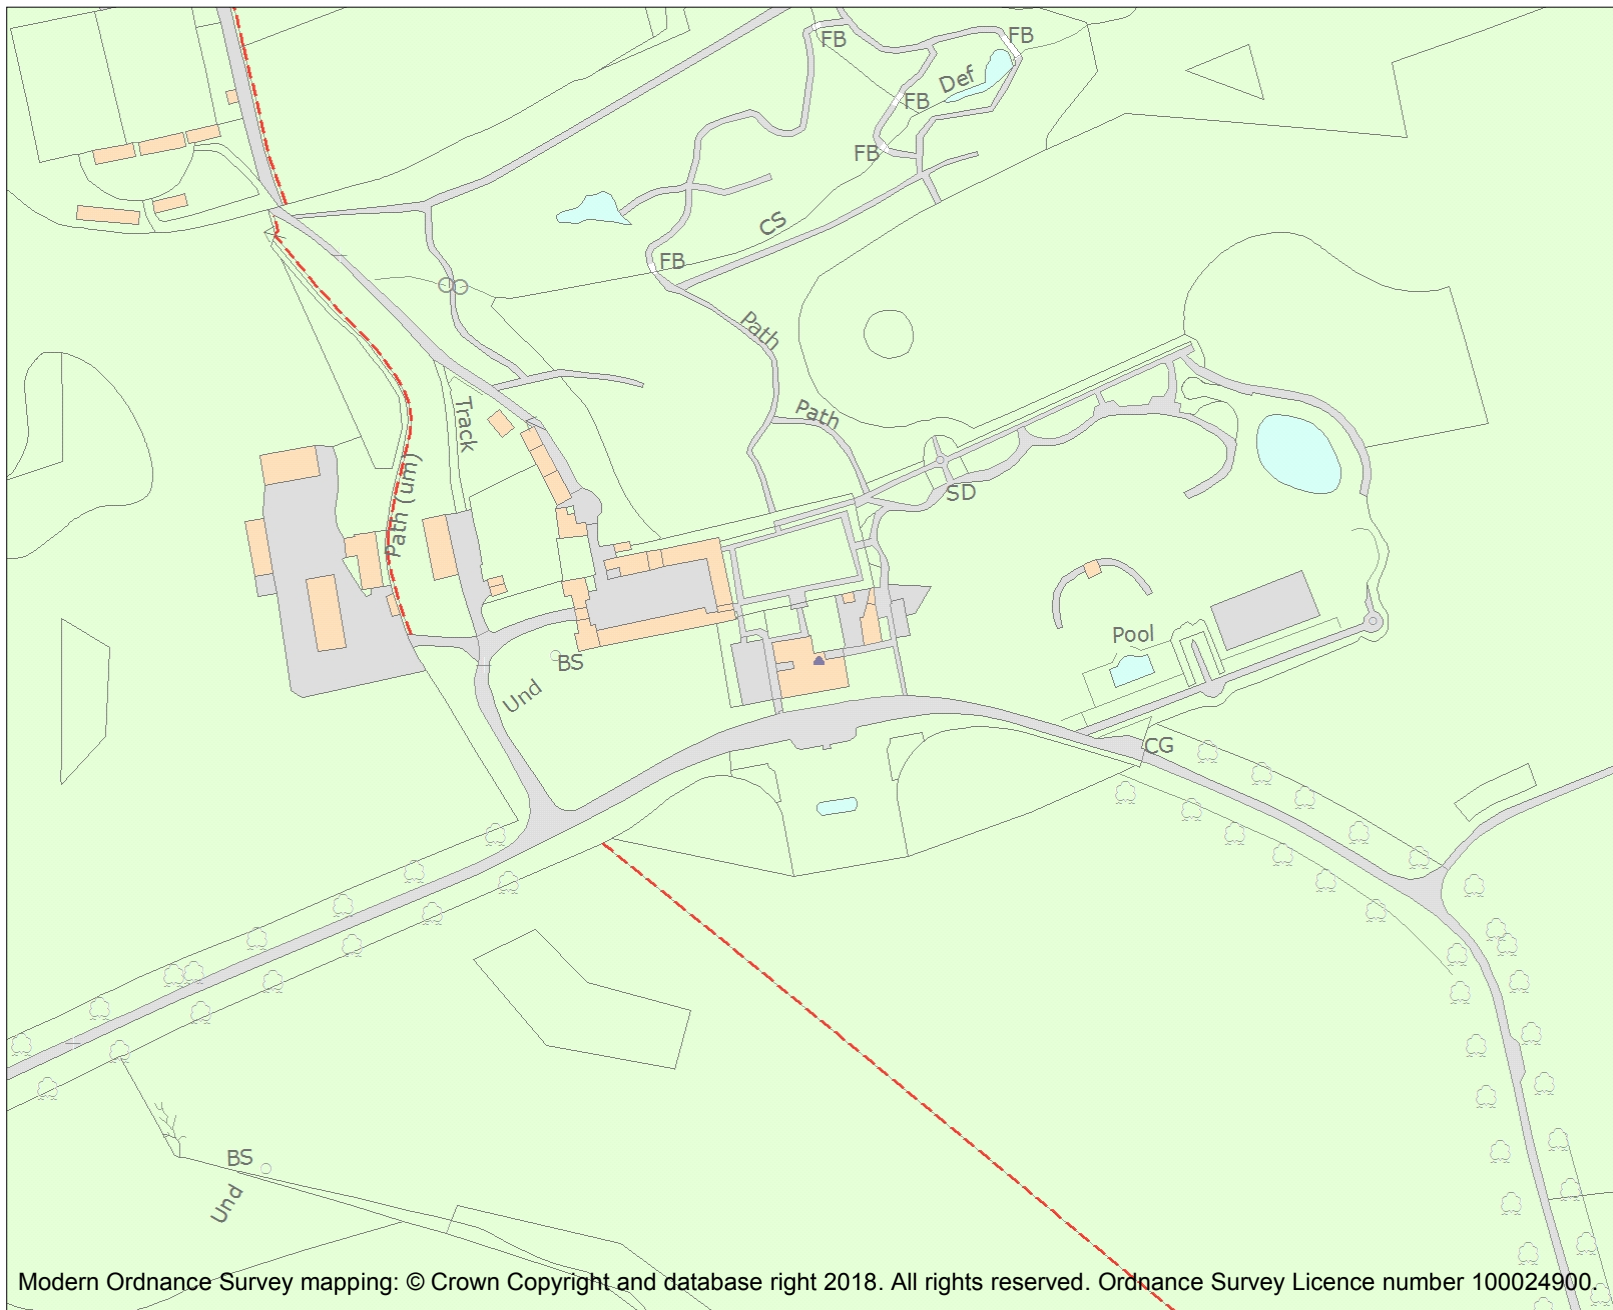 FB
FB
Def
FB
FB
CS
FB
Path
Path
Track
Path (um)
SD
Pool
BS
Und
CG
BS
Und
Modern Ordnance Survey mapping: © Crown Copyright and database right 2018. All rights reserved. Ordnance Survey Licence number 100024900.